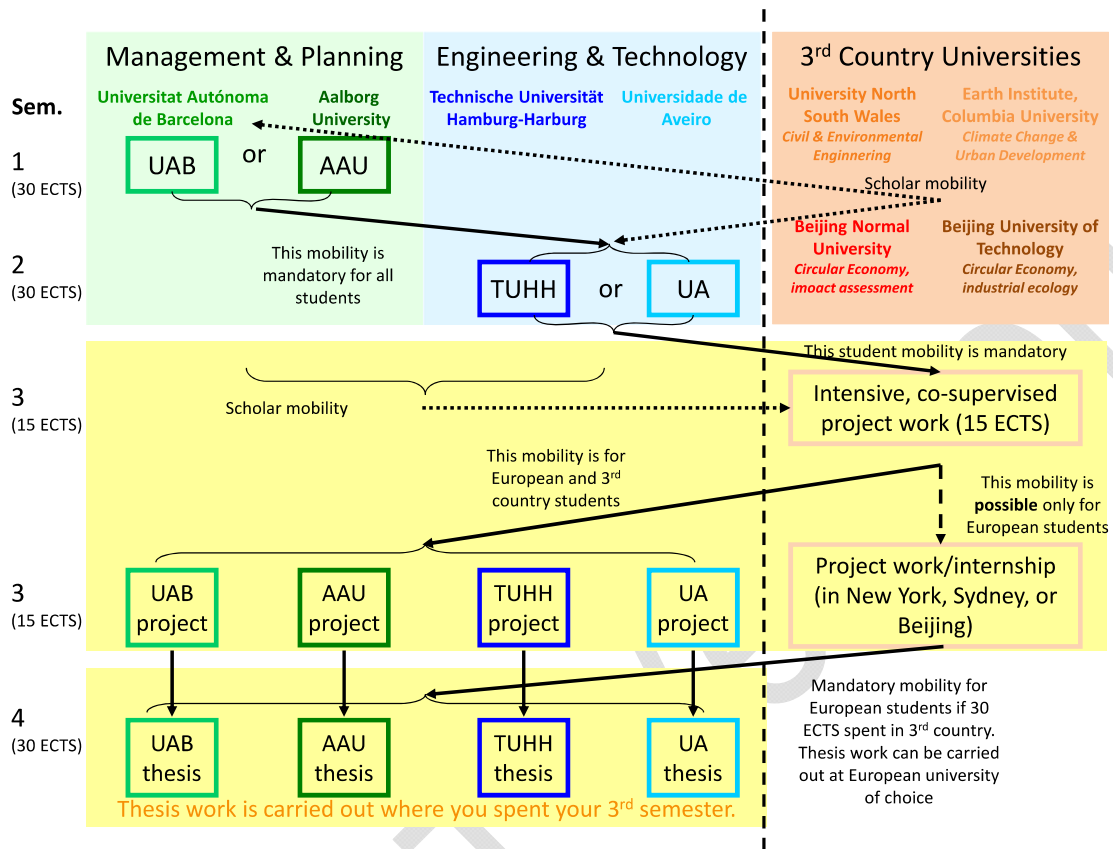 Management & Planning
Engineering & Technology
3rd Country Universities
Sem.
Universitat Autónoma
de Barcelona
Aalborg
University
Technische Universität
Hamburg-Harburg
Universidade de
Aveiro
University North
South Wales
Civil & Environmental
Enginnering
Earth Institute,
Columbia University
Climate Change &
Urban Development
1
(30 ECTS)
UAB
or
AAU
Scholar mobility
Beijing Normal
University
Circular Economy,
imoact assessment
Beijing University of
Technology
Circular Economy,
industrial ecology
2
(30 ECTS)
This mobility is
mandatory for all
students
TUHH
or
UA
This student mobility is mandatory
3
(15 ECTS)
Scholar mobility
Intensive, co-supervised
project work (15 ECTS)
This mobility is for
European and 3rd
country students
This mobility is
possible only for
European students
3
(15 ECTS)
UAB
project
AAU
project
TUHH
project
UA
project
Project work/internship
(in New York, Sydney, or
Beijing)
4
(30 ECTS)
UAB
thesis
AAU
thesis
TUHH
thesis
UA
thesis
Mandatory mobility for
European students if 30
ECTS spent in 3rd country.
Thesis work can be carried
out at European university
of choice
Thesis work is carried out where you spent your 3rd semester.